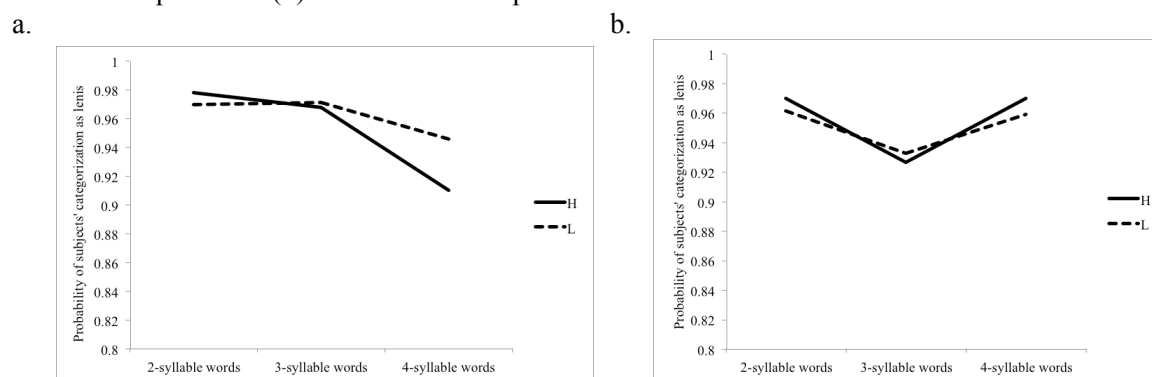 a.
b.
Probability of subjects' categorization as lenis
1
0.98
0.96
0.94
0.92
0.9
0.88
0.86
0.84
0.82
0.8
2-syllable words
3-syllable words
4-syllable words
H
L
Probability of subjects' categorization as lenis
1
0.98
0.96
0.94
0.92
0.9
0.88
0.86
0.84
0.82
0.8
2-syllable words
3-syllable words
4-syllable words
H
L